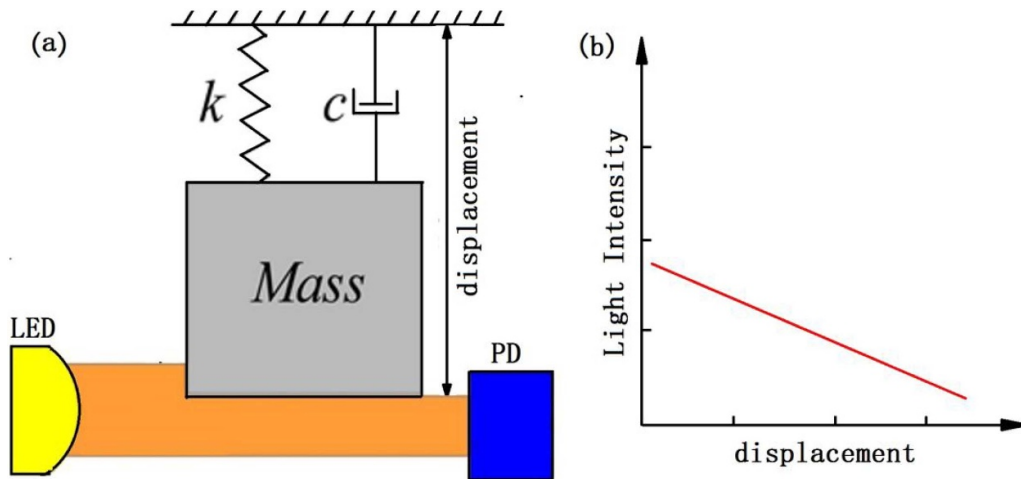 (a)
k
c
displacement
Mass
LED
PD
(b)
Light Intensity
displacement